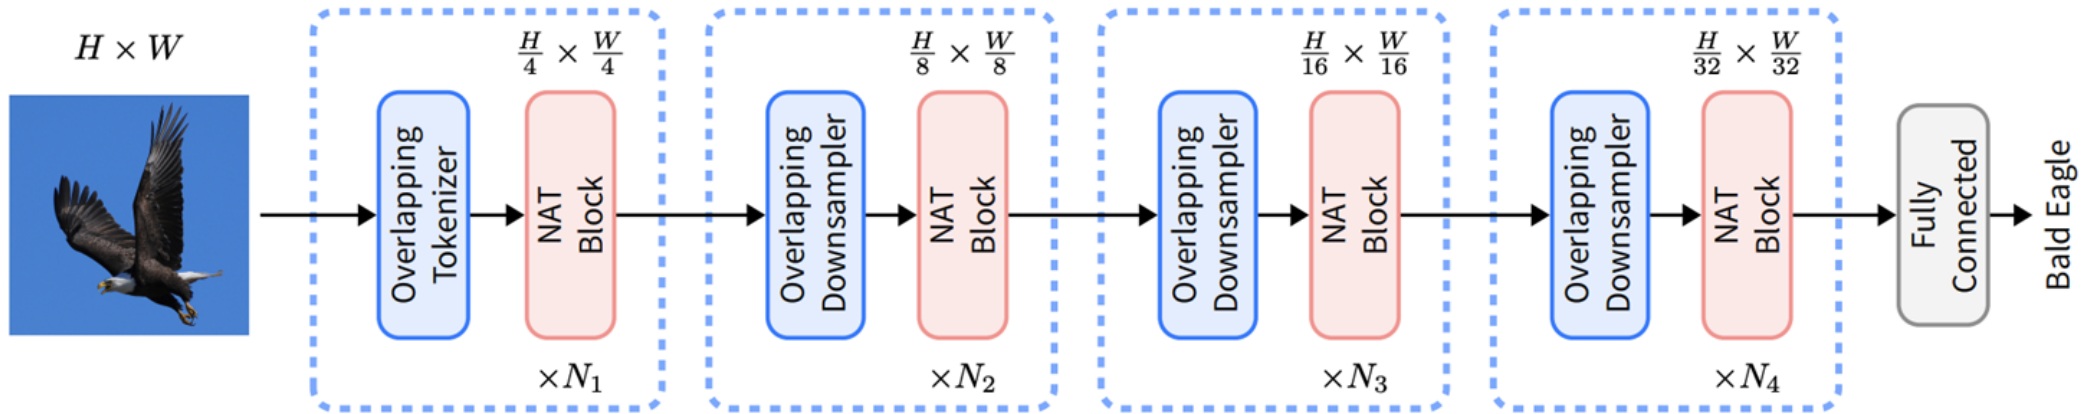 H × W
H/4 × W/4
Overlapping
Tokenizer
NAT
Block
×N₁
H/8 × W/8
Overlapping
Downsampler
NAT
Block
×N₂
H/16 × W/16
Overlapping
Downsampler
NAT
Block
×N₃
H/32 × W/32
Overlapping
Downsampler
NAT
Block
×N₄
Fully
Connected
Bald Eagle